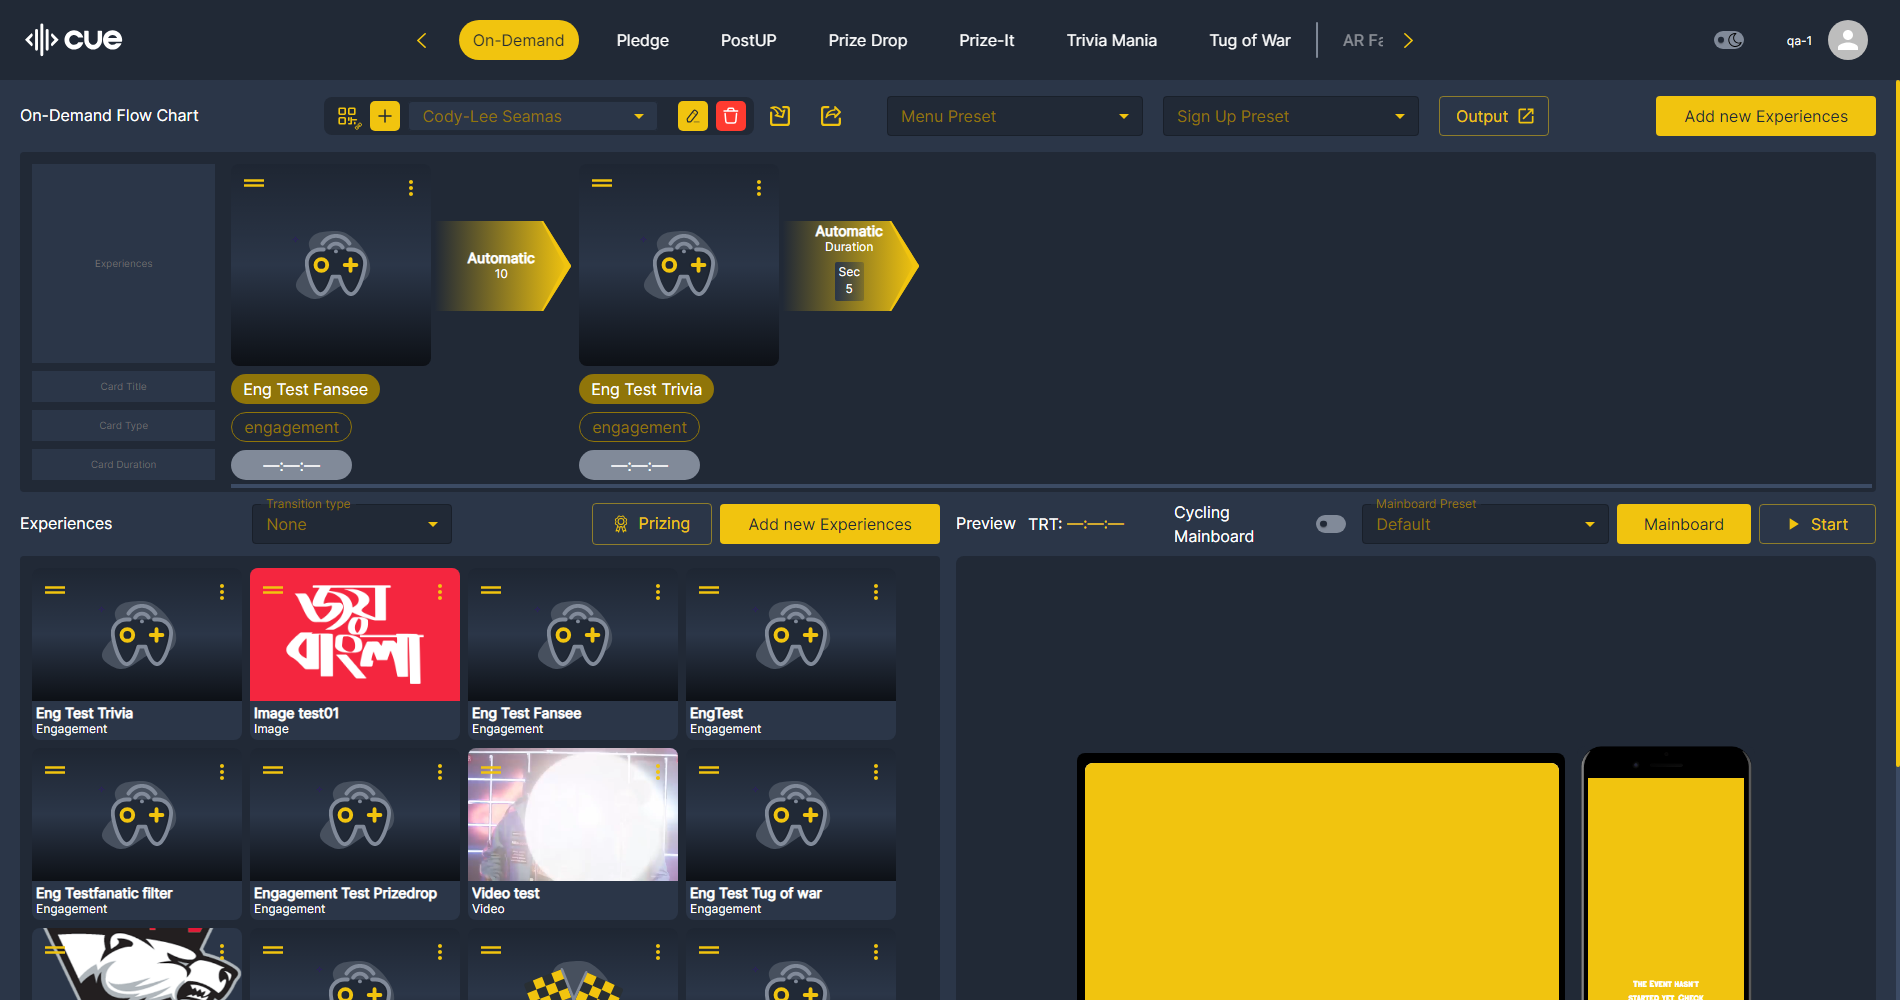 cue
On-Demand
Pledge
PostUP
Prize Drop
Prize-It
Trivia Mania
Tug of War
AR Fa
qa-1
On-Demand Flow Chart
Cody-Lee Seamas
Menu Preset
Sign Up Preset
Output
Add new Experiences
Experiences
Automatic
10
Automatic
Duration
Sec
5
Card Title
Eng Test Fansee
Eng Test Trivia
Card Type
engagement
engagement
Card Duration
—:—:—
—:—:—
Experiences
Transition type
None
Prizing
Add new Experiences
Preview
TRT: —:—:—
Cycling
Mainboard
Mainboard Preset
Default
Mainboard
Start
জয়
বাংলা
Eng Test Trivia
Engagement
Image test01
Image
Eng Test Fansee
Engagement
EngTest
Engagement
Eng Testfanatic filter
Engagement
Engagement Test Prizedrop
Engagement
Video test
Video
Eng Test Tug of war
Engagement
The Event hasn't
started yet. Check